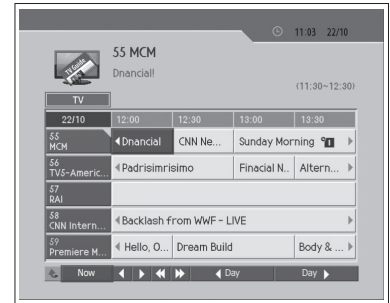 11:03 22/10
55 MCM
Dnancial!
(11:30~12:30)
TV Guide
TV
22/10 12:00 12:30 13:00 13:30
55 MCM Dnancial CNN Ne... Sunday Morning
56 TV5-Americ... Padrisimrisimo Finacial N.. Altern...
57 RAI
58 CNN Intern... Backlash from WWF - LIVE
59 Premiere M... Hello, O... Dream Build Body & ...
Now Day Day